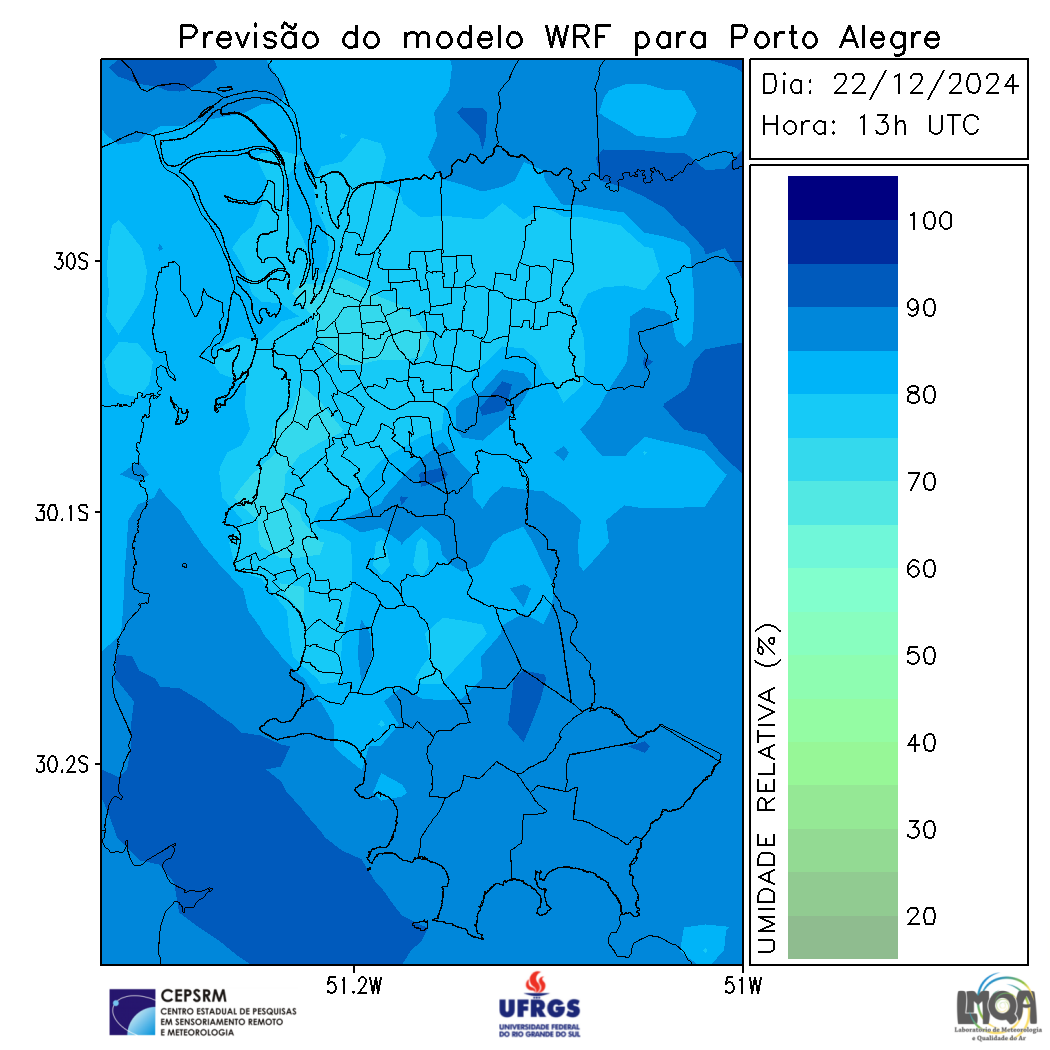 Previsão do modelo WRF para Porto Alegre
Dia: 22/12/2024
Hora: 13h UTC
30S
30.1S
30.2S
51.2W
51W
UMIDADE RELATIVA (%)
100
90
80
70
60
50
40
30
20
CEPSRM
CENTRO ESTADUAL DE PESQUISAS
EM SENSORIAMENTO REMOTO
E METEOROLOGIA
UFRGS
UNIVERSIDADE FEDERAL
DO RIO GRANDE DO SUL
LMQA
Laboratório de Meteorologia
e Qualidade do Ar